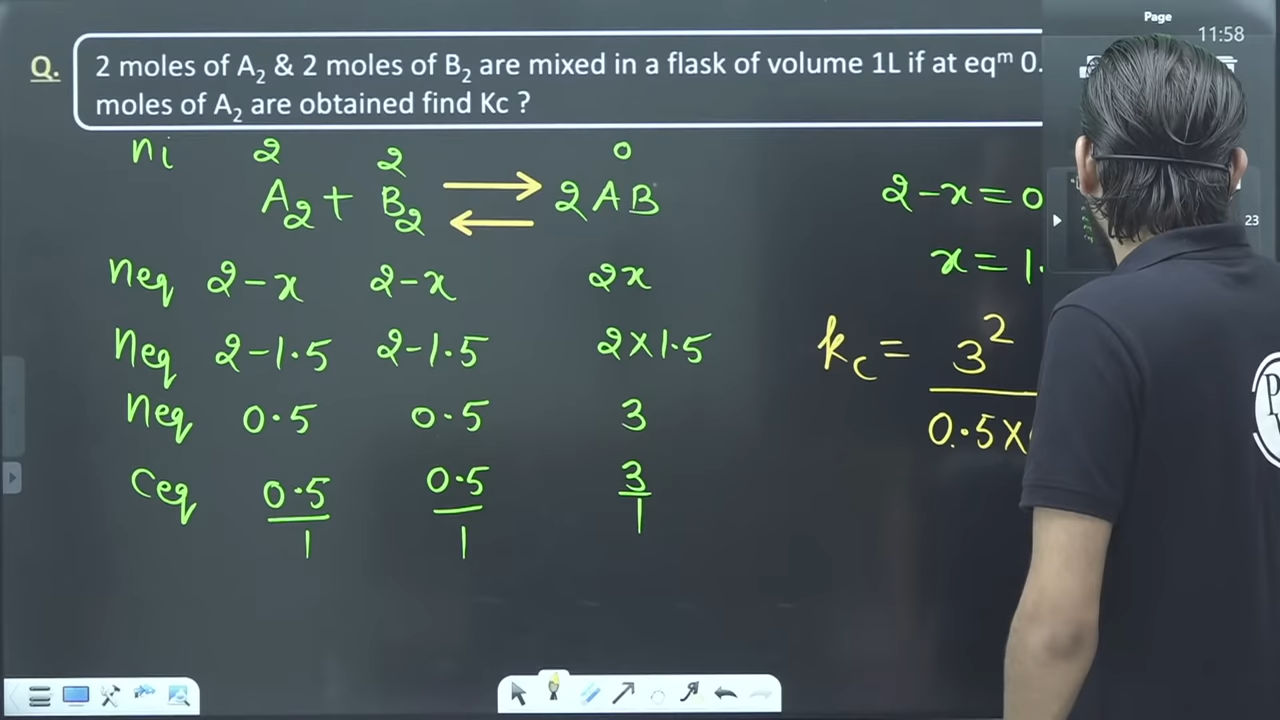 Page
11:58
Q. 2 moles of A₂ & 2 moles of B₂ are mixed in a flask of volume 1L if at eqᵐ 0.
moles of A₂ are obtained find Kc ?
ni 2 2 0
A₂ + B₂ ⇌ 2AB
neq 2-x 2-x 2x
neq 2-1.5 2-1.5 2×1.5
neq 0.5 0.5 3
Ceq 0.5/1 0.5/1 3/1
2-x=0
x=1.
kc = 3²
0.5×
23
P